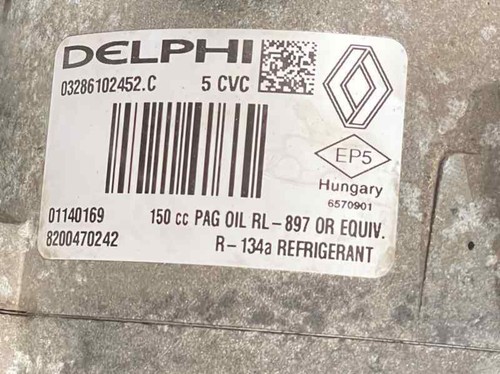 DELPHI
03286102452.C 5 CVC
EP5
Hungary
6570901
01140169 150 cc PAG OIL RL-897 OR EQUIV.
8200470242 R-134a REFRIGERANT